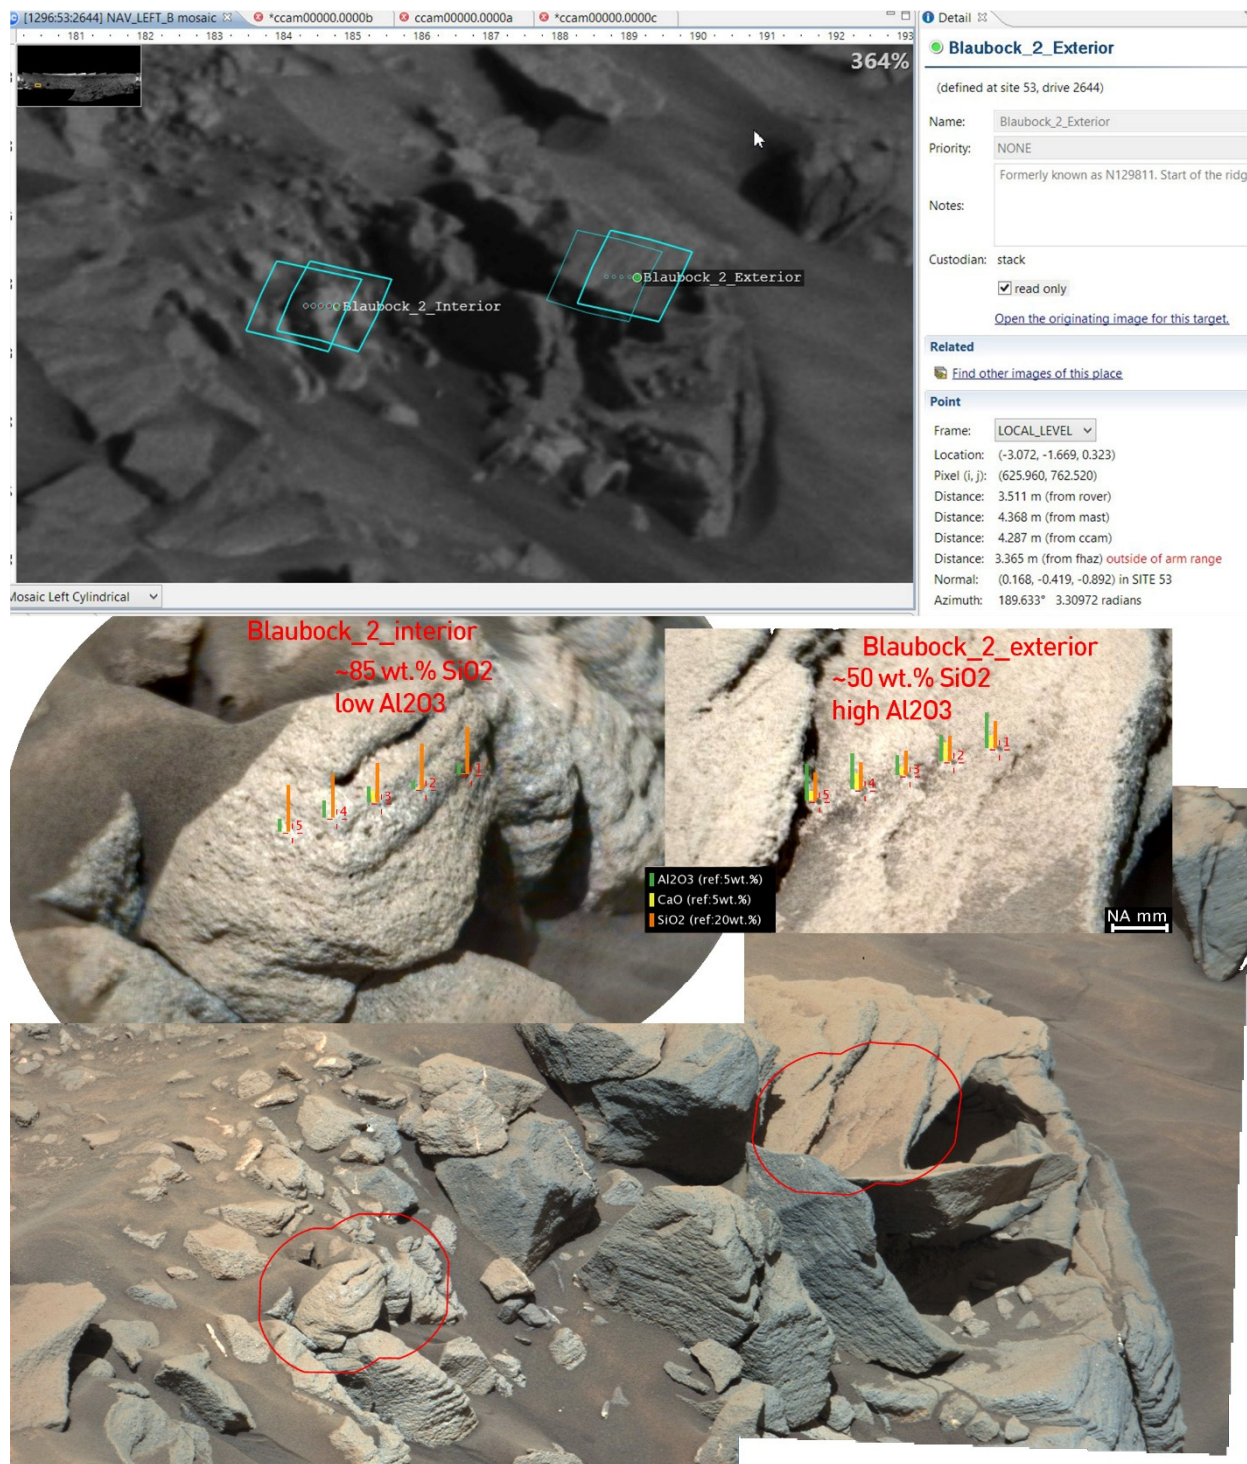 [1296:53:2644] NAV_LEFT_B mosaic
*ccam00000.0000b
ccam00000.0000a
*ccam00000.0000c
181 182 183 184 185 186 187 188 189 190 191 192 193
364%
Blaubock_2_Interior
Blaubock_2_Exterior
Mosaic Left Cylindrical
Detail
Blaubock_2_Exterior
(defined at site 53, drive 2644)
Name: Blaubock_2_Exterior
Priority: NONE
Notes: Formerly known as N129811. Start of the ridg
Custodian: stack
read only
Open the originating image for this target.
Related
Find other images of this place
Point
Frame: LOCAL_LEVEL
Location: (-3.072, -1.669, 0.323)
Pixel (i, j): (625.960, 762.520)
Distance: 3.511 m (from rover)
Distance: 4.368 m (from mast)
Distance: 4.287 m (from ccam)
Distance: 3.365 m (from fhaz) outside of arm range
Normal: (0.168, -0.419, -0.892) in SITE 53
Azimuth: 189.633° 3.30972 radians
Blaubock_2_interior
~85 wt.% SiO2
low Al2O3
5 4 3 2 1
Blaubock_2_exterior
~50 wt.% SiO2
high Al2O3
5 4 3 2 1
Al2O3 (ref:5wt.%)
CaO (ref:5wt.%)
SiO2 (ref:20wt.%)
NA mm